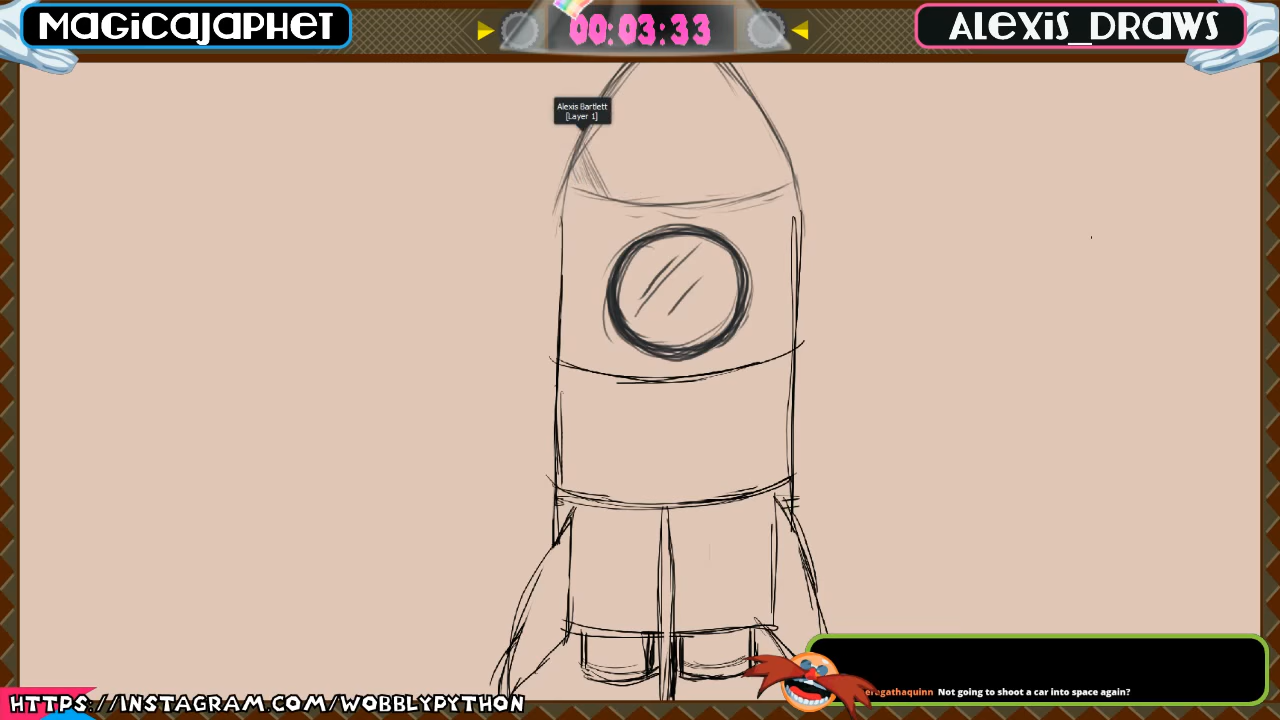 MAGICAJAPHET
00:03:33
ALEXIS_DRAWS
Alexis Bartlett
[Layer 1]
Not going to shoot a car into space again?
HTTPS://INSTAGRAM.COM/WOBBLYPYTHON